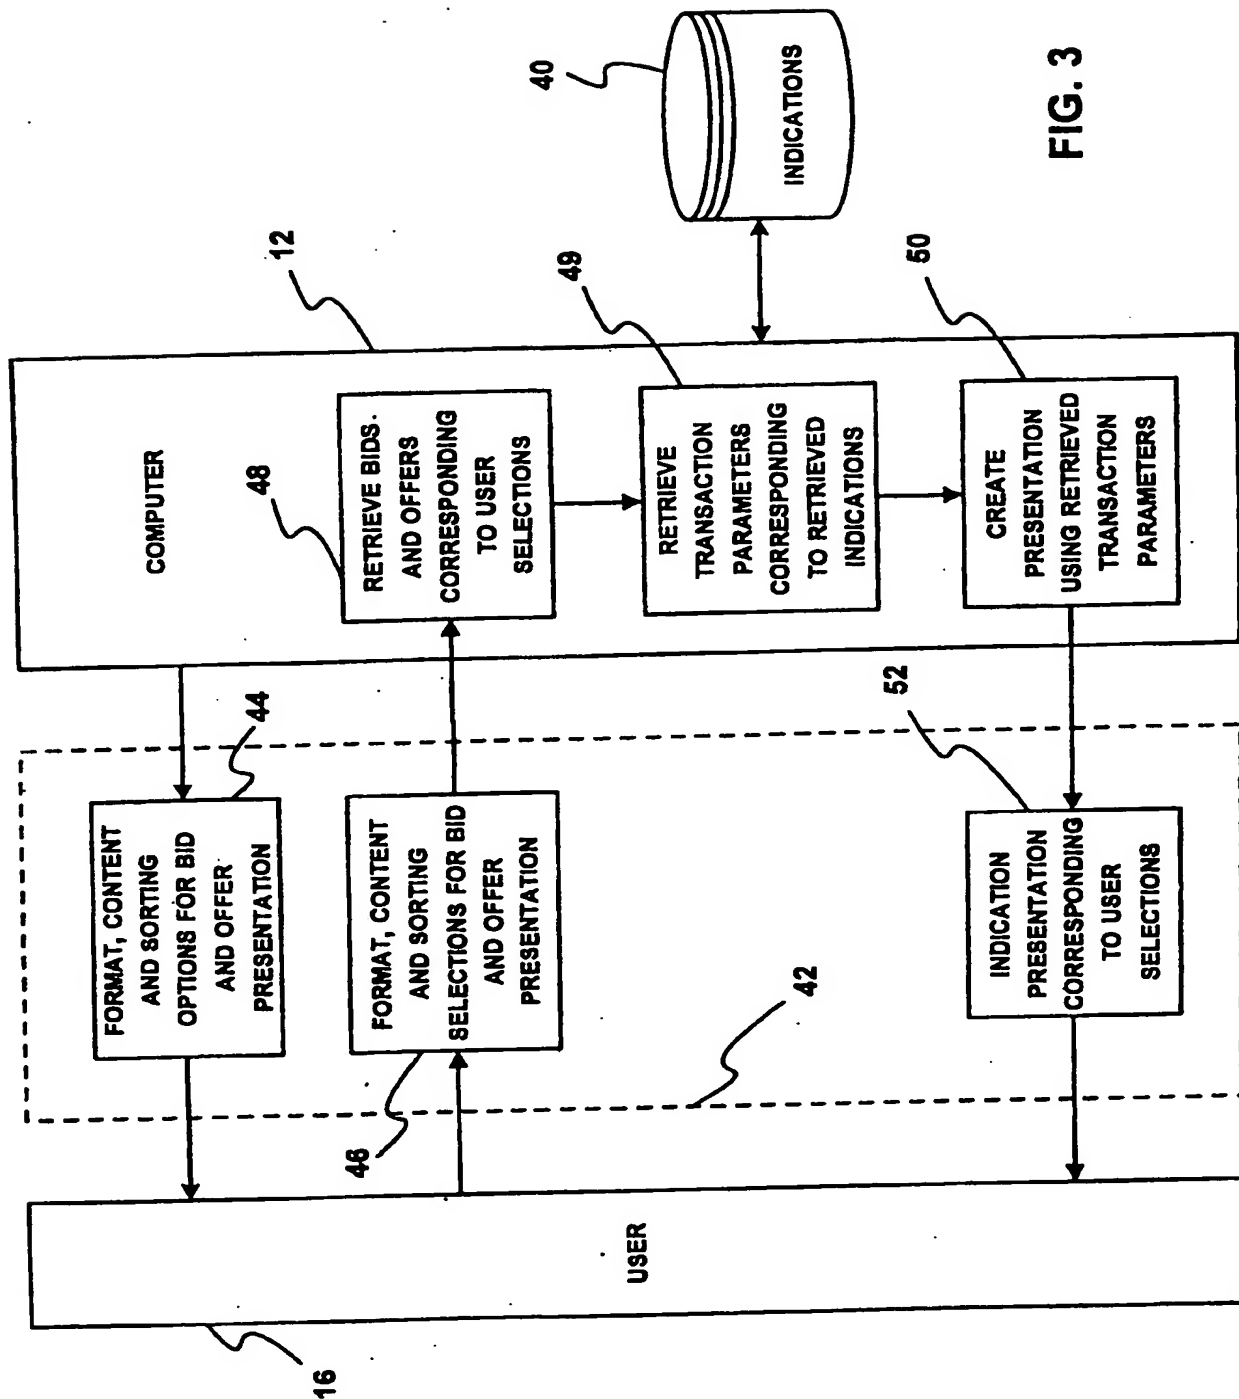 16
USER
FORMAT, CONTENT
AND SORTING
OPTIONS FOR BID
AND OFFER
PRESENTATION
44
46
FORMAT, CONTENT
AND SORTING
SELECTIONS FOR BID
AND OFFER
PRESENTATION
42
52
INDICATION
PRESENTATION
CORRESPONDING
TO USER
SELECTIONS
COMPUTER
12
48
RETRIEVE BIDS.
AND OFFERS
CORRESPONDING
TO USER
SELECTIONS
49
RETRIEVE
TRANSACTION
PARAMETERS
CORRESPONDING
TO RETRIEVED
INDICATIONS
50
CREATE
PRESENTATION
USING RETRIEVED
TRANSACTION
PARAMETERS
40
INDICATIONS
FIG. 3